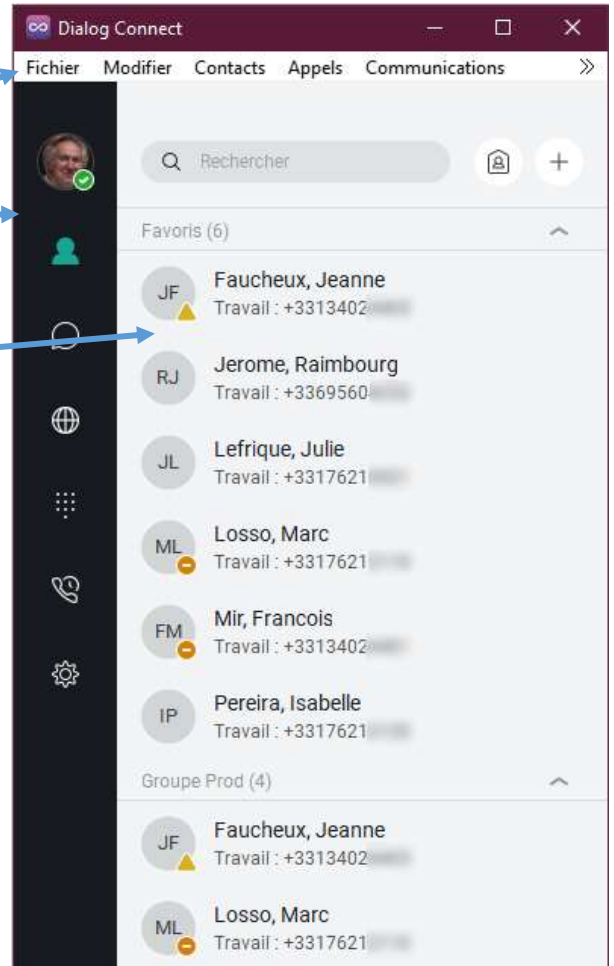 Dialog Connect
Fichier Modifier Contacts Appels Communications
Rechercher
Favoris (6)
JF
Faucheux, Jeanne
Travail : +3313402
RJ
Jerome, Raimbourg
Travail : +3369560
JL
Lefrique, Julie
Travail : +3317621
ML
Losso, Marc
Travail : +3317621
FM
Mir, Francois
Travail : +3313402
IP
Pereira, Isabelle
Travail : +3317621
Groupe Prod (4)
JF
Faucheux, Jeanne
Travail : +3313402
ML
Losso, Marc
Travail : +3317621